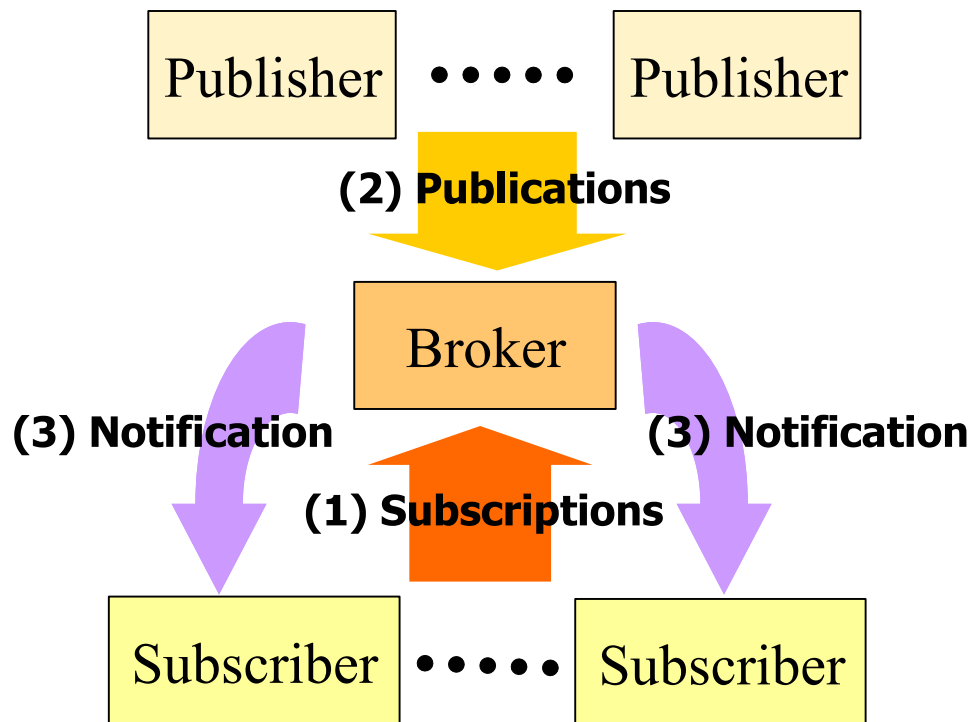 Publisher ••••• Publisher
(2) Publications
Broker
(3) Notification (3) Notification
(1) Subscriptions
Subscriber ••••• Subscriber